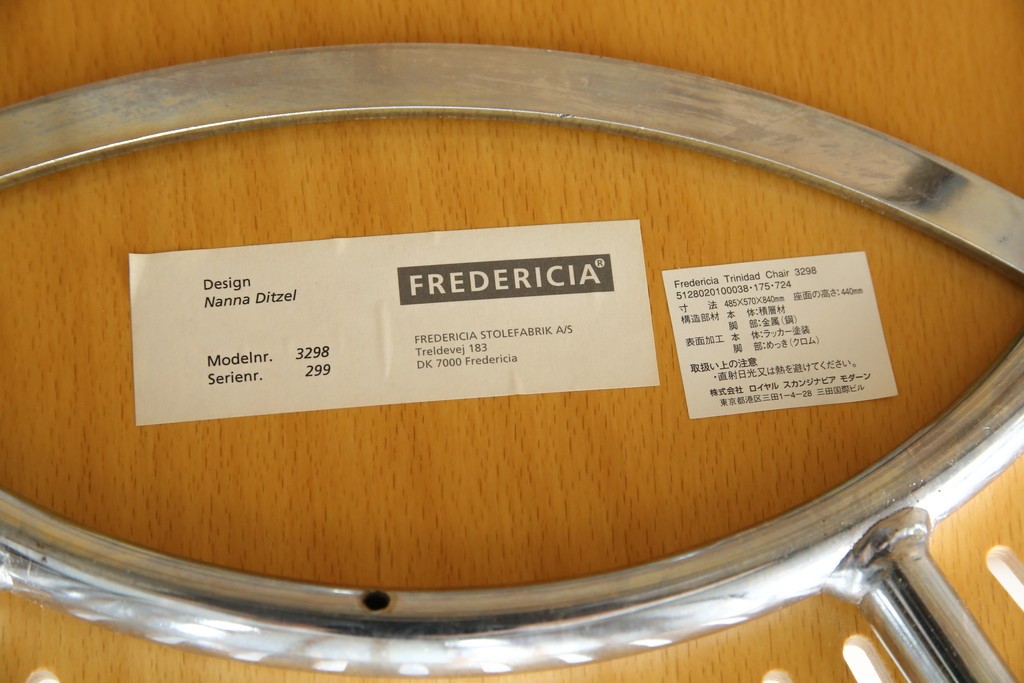 Design
Nanna Ditzel
Modelnr. 3298
Serienr. 299
FREDERICIA®
FREDERICIA STOLEFABRIK A/S
Treldevej 183
DK 7000 Fredericia
Fredericia Trinidad Chair 3298
5128020100038・175・724
寸 法 485×570×840mm 座面の高さ:440mm
構造部材 本 体:積層材
脚 部:金属(鋼)
表面加工 本 体:ラッカー塗装
脚 部:めっき(クロム)
取扱い上の注意
・直射日光又は熱を避けてください。
株式会社 ロイヤル スカンジナビア モダーン
東京都港区三田1-4-28 三田国際ビル